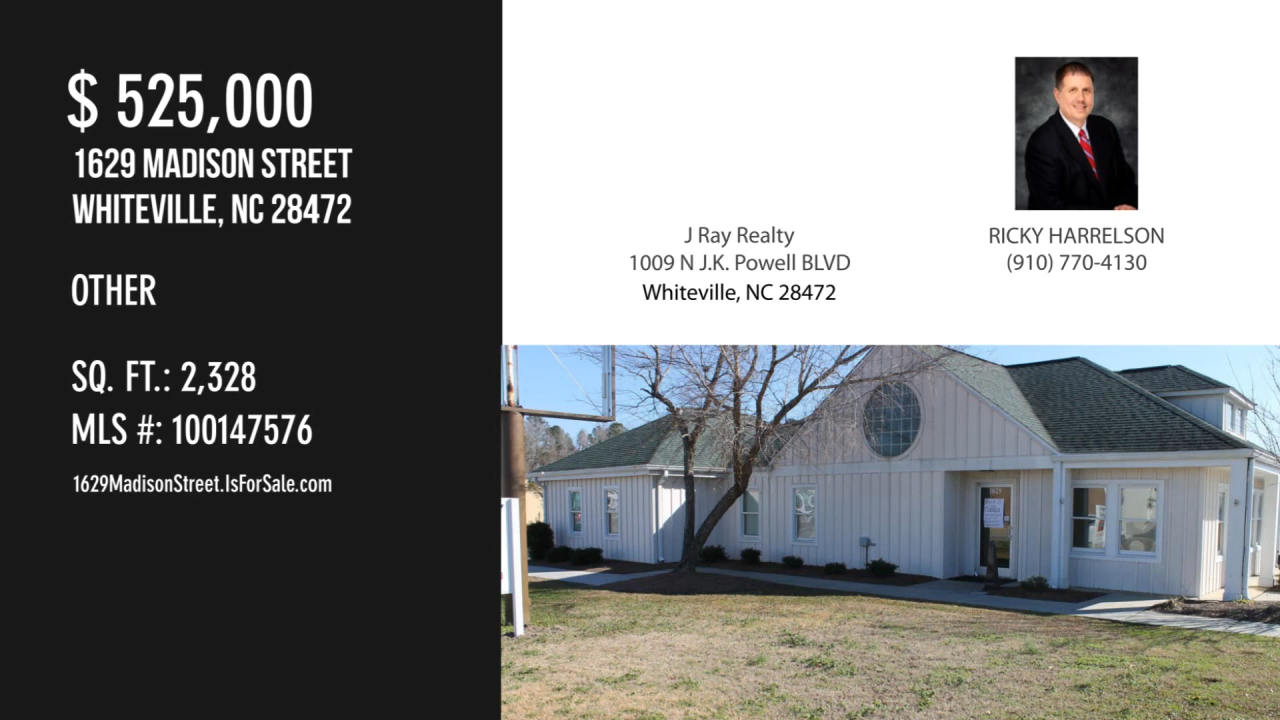 $ 525,000
1629 MADISON STREET
WHITEVILLE, NC 28472
OTHER
SQ. FT.: 2,328
MLS #: 100147576
1629MadisonStreet.IsForSale.com
J Ray Realty
1009 N J.K. Powell BLVD
Whiteville, NC 28472
RICKY HARRELSON
(910) 770-4130